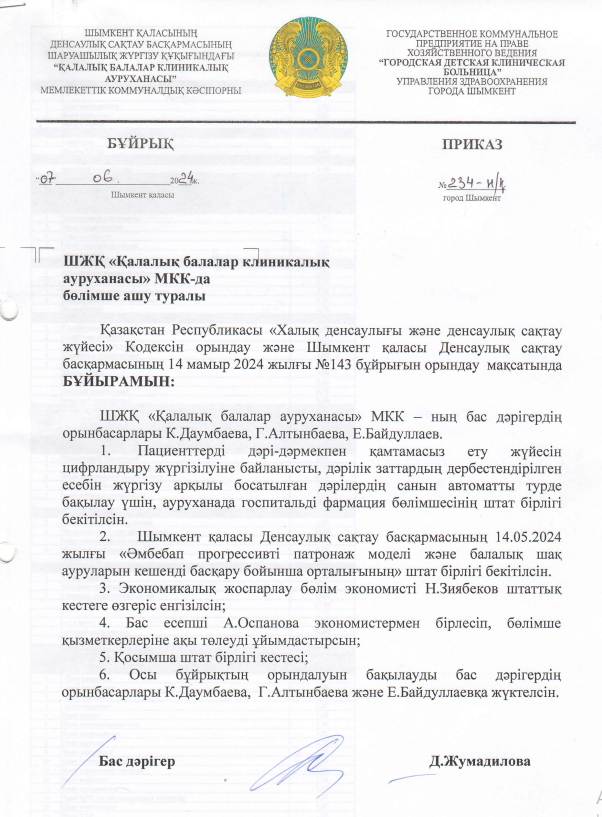 ШЫМКЕНТ ҚАЛАСЫНЫҢ
ДЕНСАУЛЫҚ САҚТАУ БАСҚАРМАСЫНЫҢ
ШАРУАШЫЛЫҚ ЖҮРГІЗУ ҚҰҚЫҒЫНДАҒЫ
“ҚАЛАЛЫҚ БАЛАЛАР КЛИНИКАЛЫҚ
АУРУХАНАСЫ”
МЕМЛЕКЕТТІК КОММУНАЛДЫҚ КӘСІПОРНЫ
ГОСУДАРСТВЕННОЕ КОММУНАЛЬНОЕ
ПРЕДПРИЯТИЕ НА ПРАВЕ
ХОЗЯЙСТВЕННОГО ВЕДЕНИЯ
“ГОРОДСКАЯ ДЕТСКАЯ КЛИНИЧЕСКАЯ
БОЛЬНИЦА”
УПРАВЛЕНИЯ ЗДРАВООХРАНЕНИЯ
ГОРОДА ШЫМКЕНТ
БҰЙРЫҚ
ПРИКАЗ
“07 06. 2024ж.
№ 234-н/қ
Шымкент қаласы
город Шымкент
ШЖҚ «Қалалық балалар клиникалық
ауруханасы» МКК-да
бөлімше ашу туралы
Қазақстан Республикасы «Халық денсаулығы және денсаулық сақтау
жүйесі» Кодексін орындау және Шымкент қаласы Денсаулық сақтау
басқармасының 14 мамыр 2024 жылғы №143 бұйрығын орындау мақсатында
БҰЙЫРАМЫН:
ШЖҚ «Қалалық балалар ауруханасы» МКК – ның бас дәрігердің
орынбасарлары К.Даумбаева, Г.Алтынбаева, Е.Байдуллаев.
1. Пациенттерді дәрі-дәрмекпен қамтамасыз ету жүйесін
цифрландыру жүргізілуіне байланысты, дәрілік заттардың дербестендірілген
есебін жүргізу арқылы босатылған дәрілердің санын автоматты турде
бақылау үшін, ауруханада госпитальді фармация бөлімшесінің штат бірлігі
бекітілсін.
2. Шымкент қаласы Денсаулық сақтау басқармасының 14.05.2024
жылғы «Әмбебап прогрессивті патронаж моделі және балалық шақ
ауруларын кешенді басқару бойынша орталығының» штат бірлігі бекітілсін.
3. Экономикалық жоспарлау бөлім экономисті Н.Зиябеков штаттық
кестеге өзгеріс енгізілсін;
4. Бас есепші А.Оспанова экономистермен бірлесіп, бөлімше
қызметкерлеріне ақы төлеуді ұйымдастырсын;
5. Қосымша штат бірлігі кестесі;
6. Осы бұйрықтың орындалуын бақылауды бас дәрігердің
орынбасарлары К.Даумбаева, Г.Алтынбаева және Е.Байдуллаевқа жүктелсін.
Бас дәрігер
Д.Жумадилова